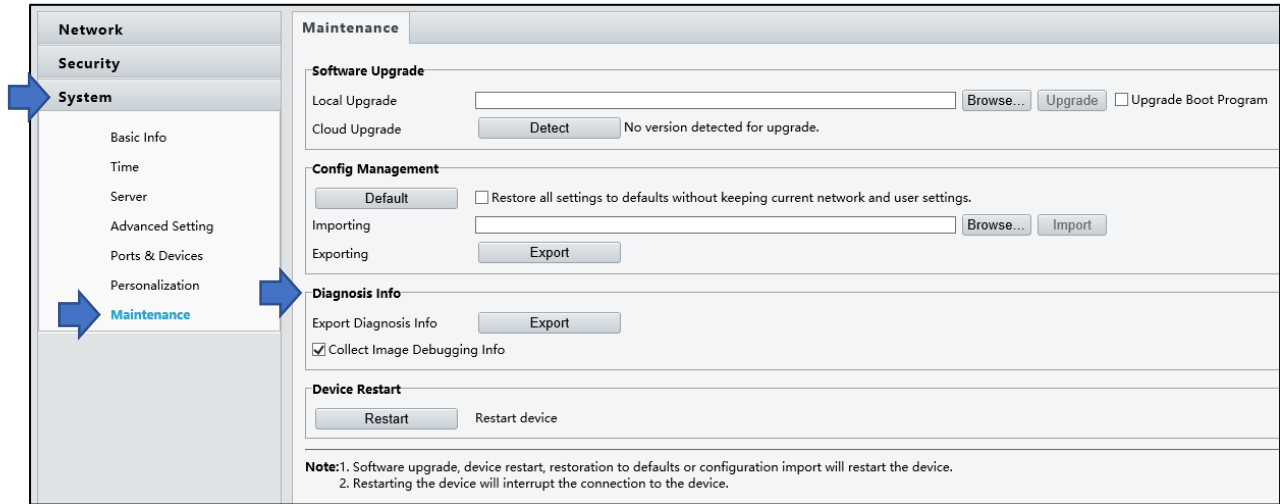 Network
Security
System
Basic Info
Time
Server
Advanced Setting
Ports & Devices
Personalization
Maintenance
Maintenance
Software Upgrade
Local Upgrade Browse... Upgrade Upgrade Boot Program
Cloud Upgrade Detect No version detected for upgrade.
Config Management
Default Restore all settings to defaults without keeping current network and user settings.
Importing Browse... Import
Exporting Export
Diagnosis Info
Export Diagnosis Info Export
Collect Image Debugging Info
Device Restart
Restart Restart device
Note:1. Software upgrade, device restart, restoration to defaults or configuration import will restart the device.
2. Restarting the device will interrupt the connection to the device.